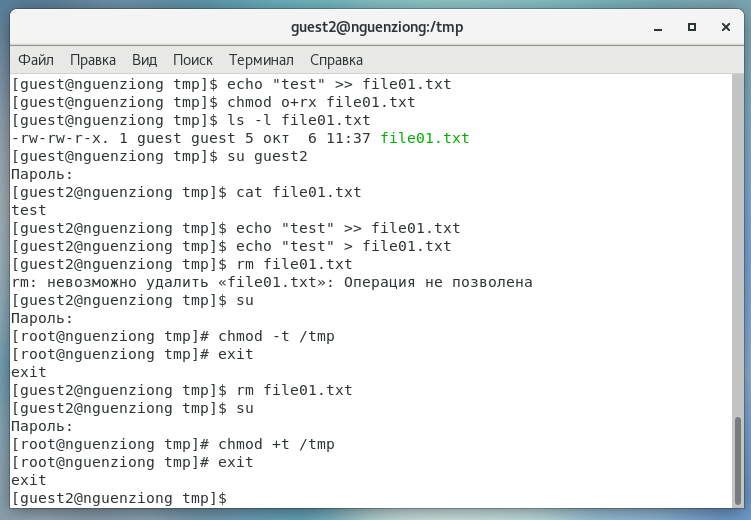 guest2@nguenziong:/tmp
Файл Правка Вид Поиск Терминал Справка
[guest@nguenziong tmp]$ echo "test" >> file01.txt
[guest@nguenziong tmp]$ chmod o+rx file01.txt
[guest@nguenziong tmp]$ ls -l file01.txt
-rw-rw-r-x. 1 guest guest 5 окт  6 11:37 file01.txt
[guest@nguenziong tmp]$ su guest2
Пароль:
[guest2@nguenziong tmp]$ cat file01.txt
test
[guest2@nguenziong tmp]$ echo "test" >> file01.txt
[guest2@nguenziong tmp]$ echo "test" > file01.txt
[guest2@nguenziong tmp]$ rm file01.txt
rm: невозможно удалить «file01.txt»: Операция не позволена
[guest2@nguenziong tmp]$ su
Пароль:
[root@nguenziong tmp]# chmod -t /tmp
[root@nguenziong tmp]# exit
exit
[guest2@nguenziong tmp]$ rm file01.txt
[guest2@nguenziong tmp]$ su
Пароль:
[root@nguenziong tmp]# chmod +t /tmp
[root@nguenziong tmp]# exit
exit
[guest2@nguenziong tmp]$